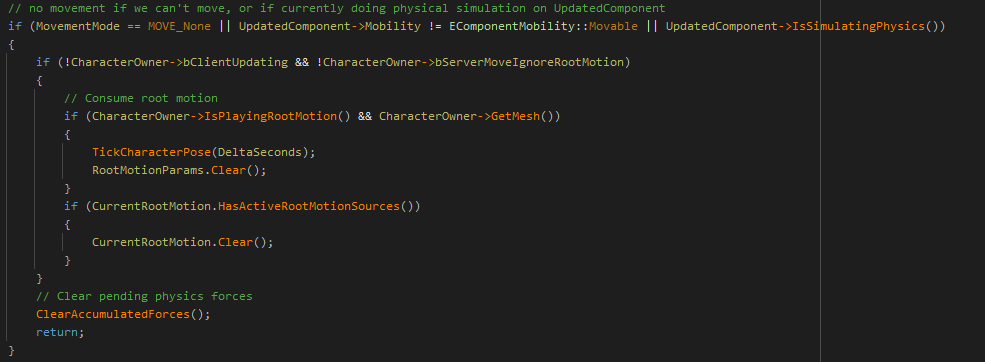 // no movement if we can't move, or if currently doing physical simulation on UpdatedComponent
if (MovementMode == MOVE_None || UpdatedComponent->Mobility != EComponentMobility::Movable || UpdatedComponent->IsSimulatingPhysics())
{
if (!CharacterOwner->bClientUpdating && !CharacterOwner->bServerMoveIgnoreRootMotion)
{
// Consume root motion
if (CharacterOwner->IsPlayingRootMotion() && CharacterOwner->GetMesh())
{
TickCharacterPose(DeltaSeconds);
RootMotionParams.Clear();
}
if (CurrentRootMotion.HasActiveRootMotionSources())
{
CurrentRootMotion.Clear();
}
}
// Clear pending physics forces
ClearAccumulatedForces();
return;
}